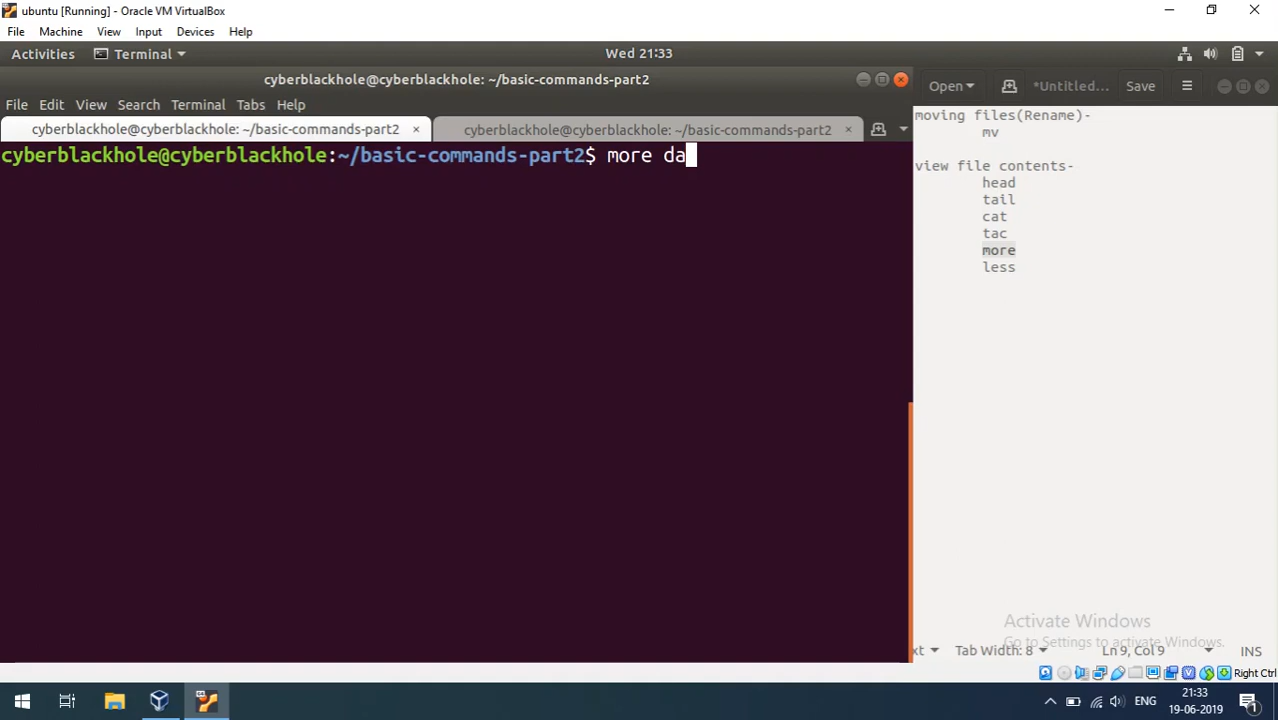 ubuntu [Running] - Oracle VM VirtualBox
File Machine View Input Devices Help
Activities Terminal Wed 21:33
cyberblackhole@cyberblackhole: ~/basic-commands-part2
Open *Untitled... Save
File Edit View Search Terminal Tabs Help
cyberblackhole@cyberblackhole: ~/basic-commands-part2 × cyberblackhole@cyberblackhole: ~/basic-commands-part2 ×
cyberblackhole@cyberblackhole:~/basic-commands-part2$ more da
moving files(Rename)-
mv
view file contents-
head
tail
cat
tac
more
less
Activate Windows
Go to Settings to activate Windows.
xt Tab Width: 8 Ln 9, Col 9 INS
Right Ctrl
ENG 21:33
19-06-2019
1